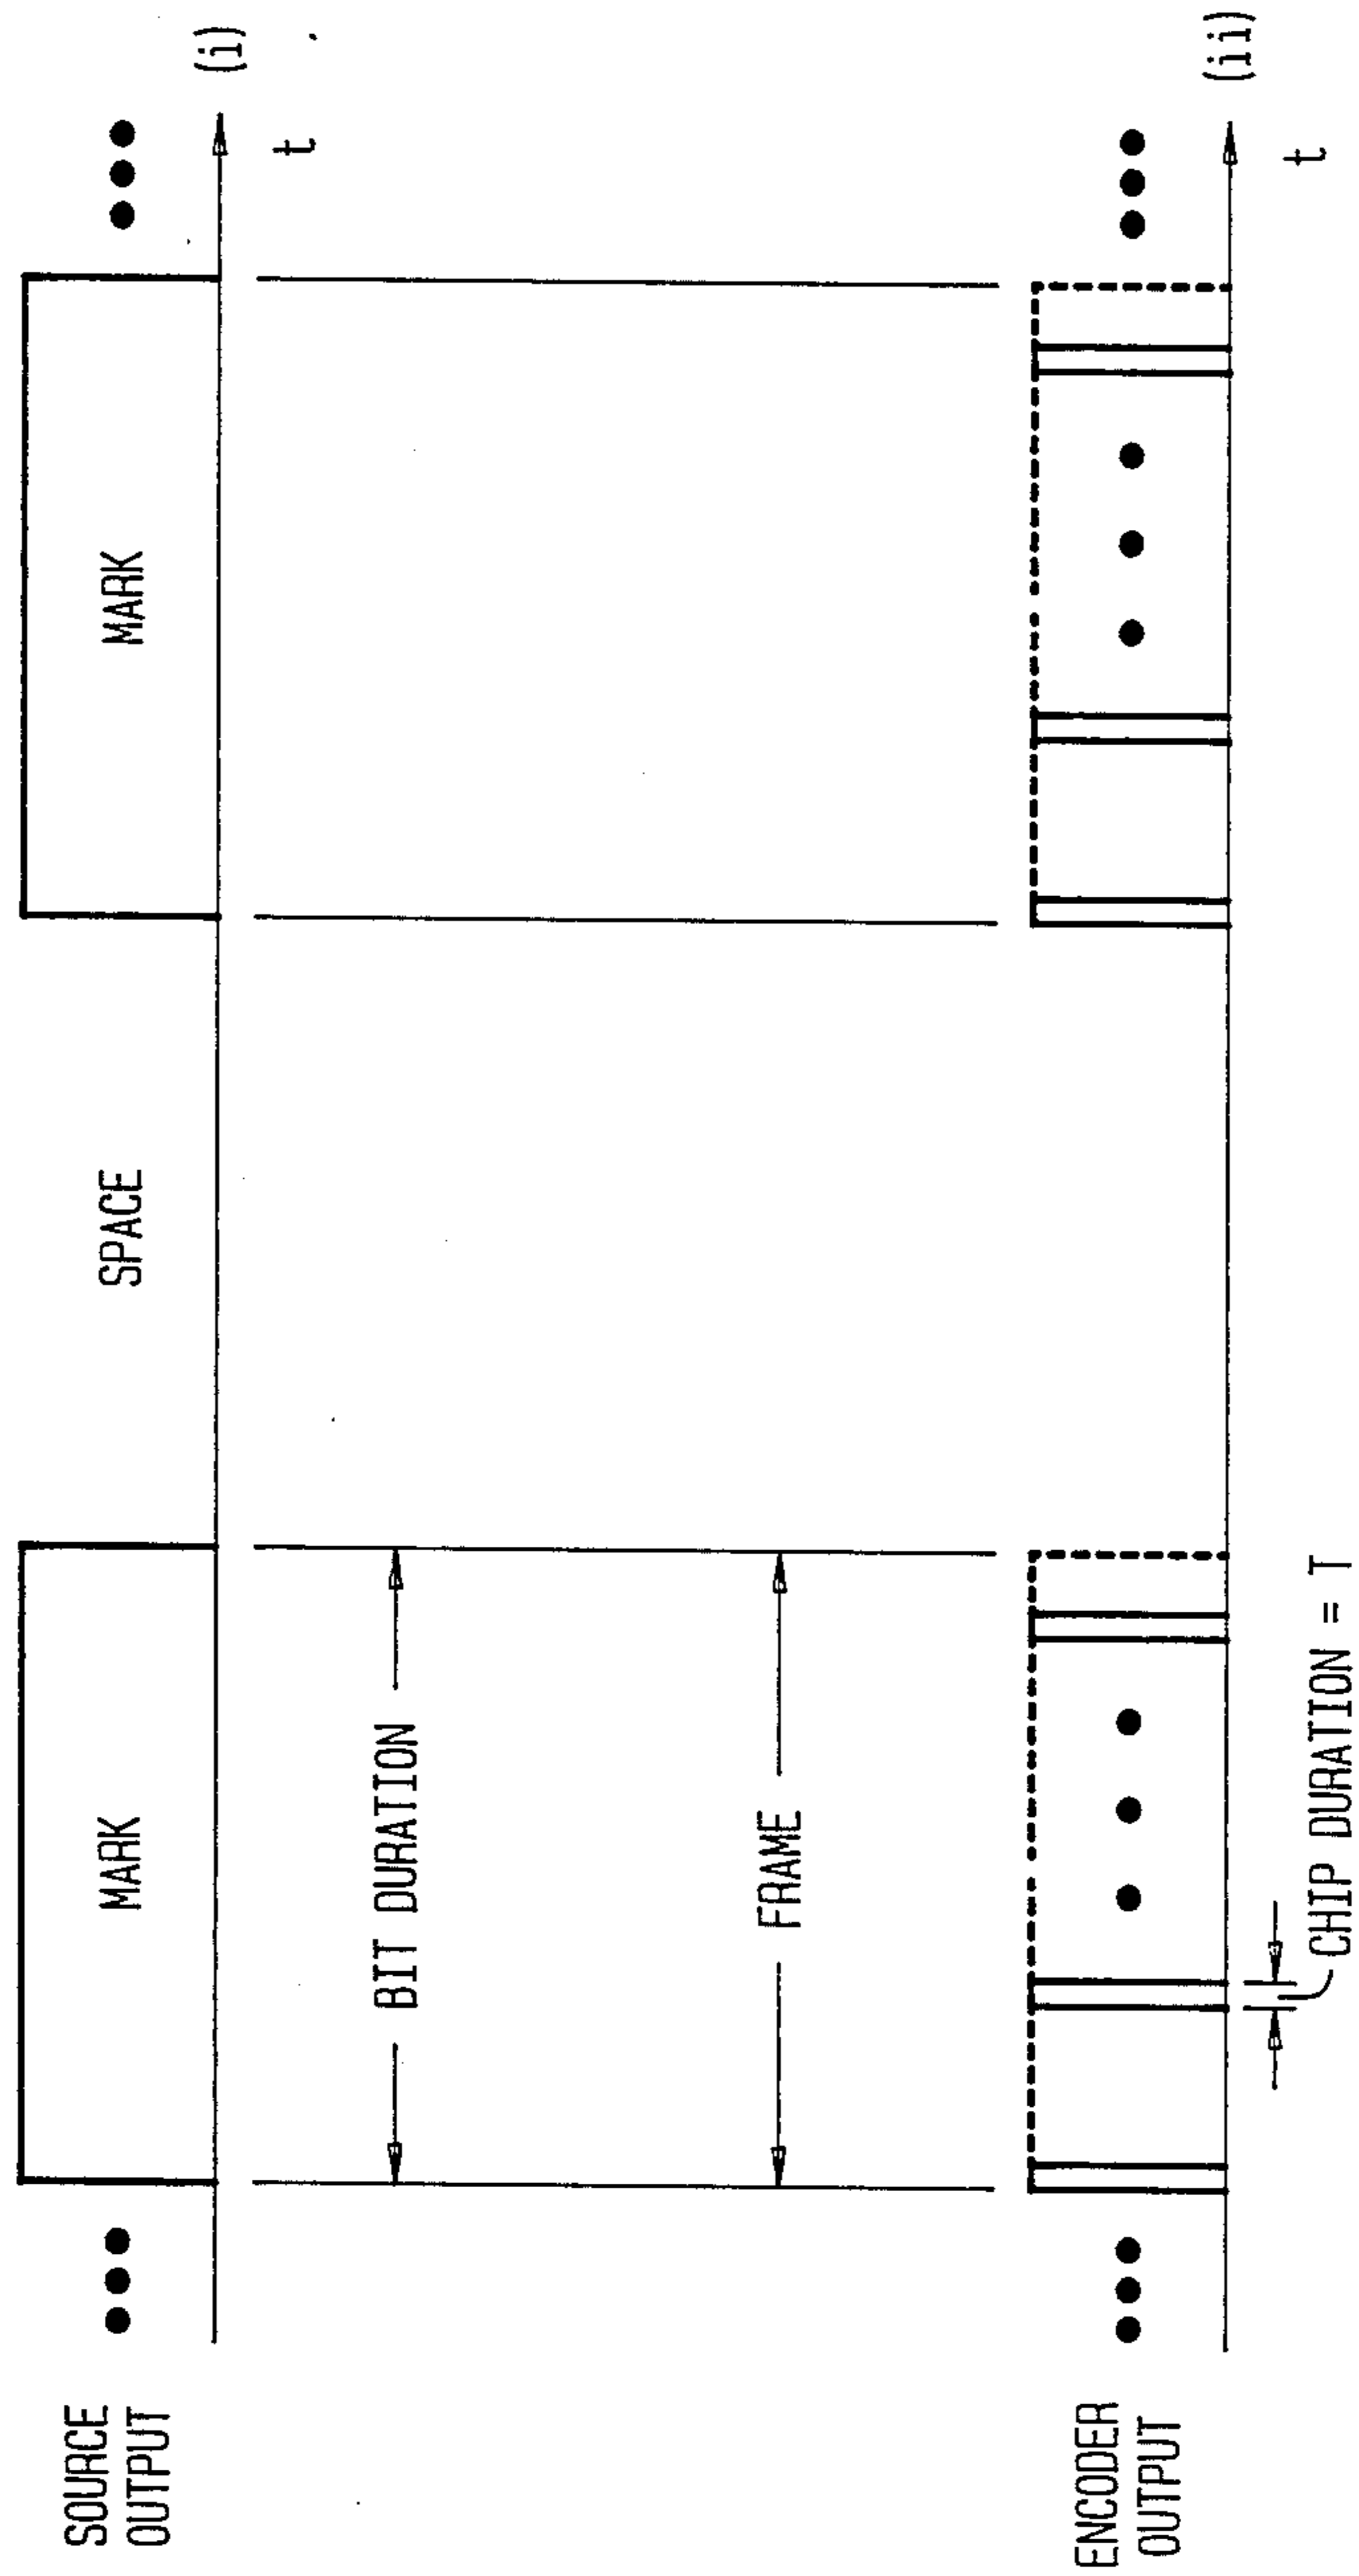 SOURCE
OUTPUT
MARK
SPACE
MARK
(i)
t
BIT DURATION
FRAME
ENCODER
OUTPUT
(ii)
t
CHIP DURATION = T